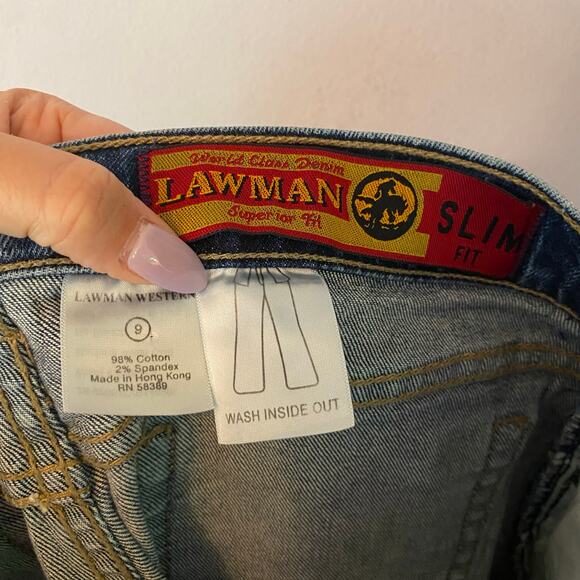 World Class Denim
LAWMAN
Superior Fit
SLIM
FIT
LAWMAN WESTERN
9
98% Cotton
2% Spandex
Made in Hong Kong
RN 58389
WASH INSIDE OUT